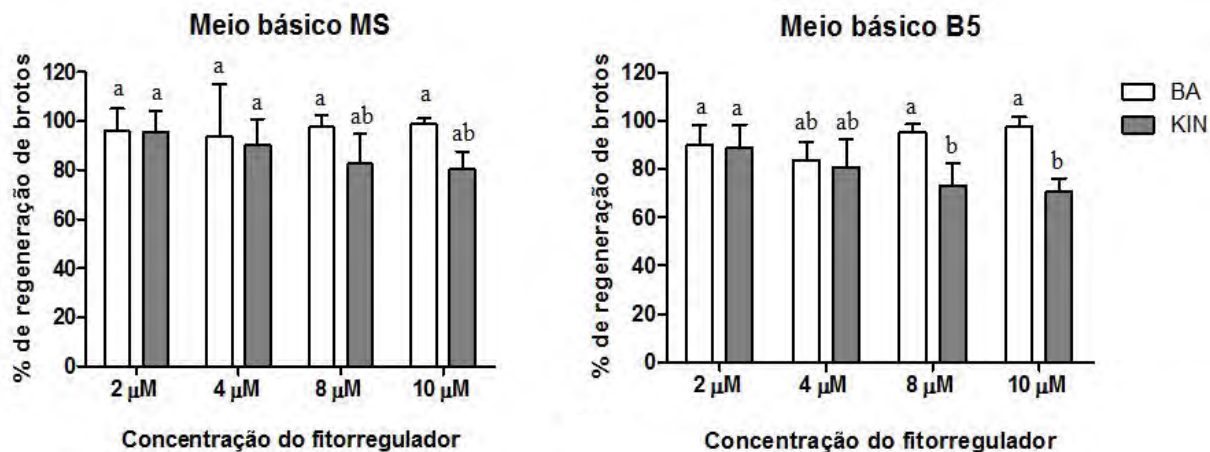 Meio básico MS
% de regeneração de brotos
120
100
80
60
40
20
0
a a a a a ab a ab
2 µM 4 µM 8 µM 10 µM
Concentração do fitorregulador
Meio básico B5
% de regeneração de brotos
120
100
80
60
40
20
0
a a ab ab a b a b
2 µM 4 µM 8 µM 10 µM
Concentração do fitorregulador
BA
KIN